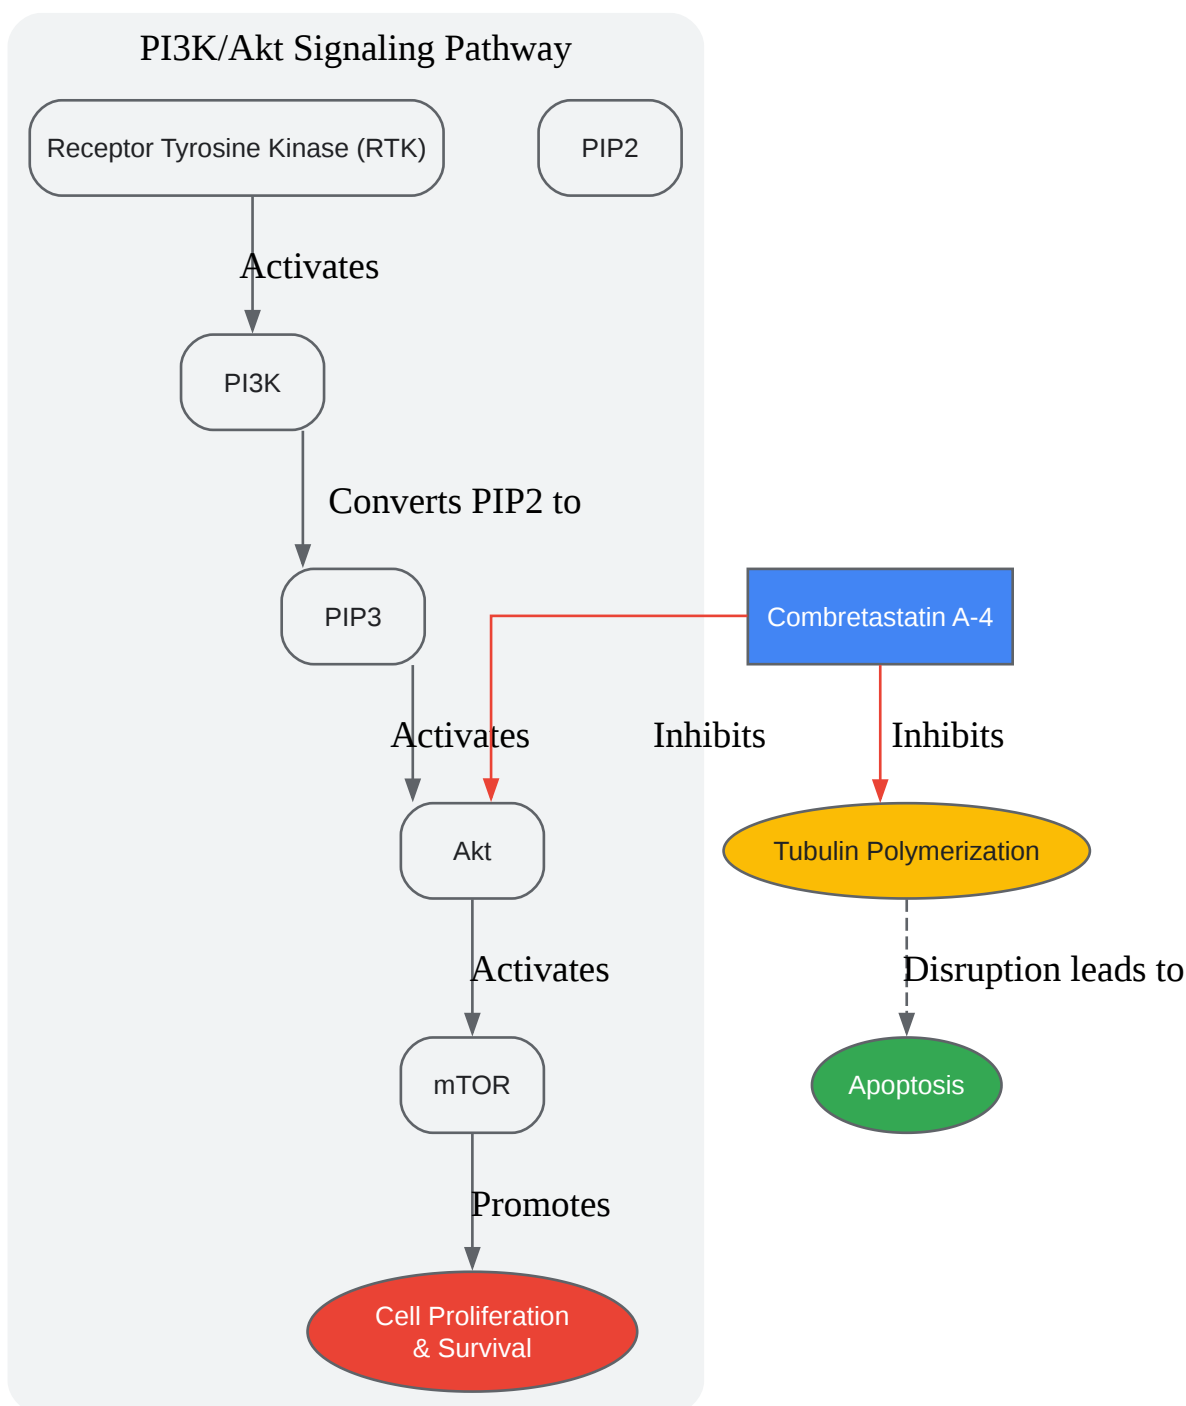 PI3K/Akt Signaling Pathway
Receptor Tyrosine Kinase (RTK)
PIP2
Activates
PI3K
Converts PIP2 to
PIP3
Combretastatin A-4
Activates
Inhibits
Inhibits
Akt
Tubulin Polymerization
Activates
Disruption leads to
mTOR
Apoptosis
Promotes
Cell Proliferation
& Survival